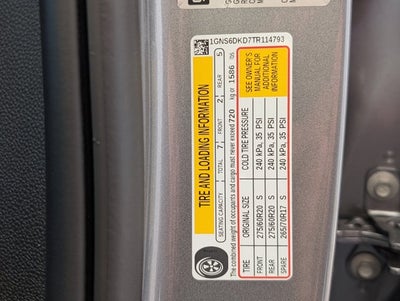 1GNS6DKD7TR114793
TIRE AND LOADING INFORMATION
SEATING CAPACITY | TOTAL 7 | FRONT 2 | REAR 5
The combined weight of occupants and cargo must never exceed 720 kg or 1586 lbs
TIRE ORIGINAL SIZE COLD TIRE PRESSURE
FRONT 275/60R20 S 240 kPa, 35 PSI
REAR 275/60R20 S 240 kPa, 35 PSI
SPARE 265/70R17 S 240 kPa, 35 PSI
SEE OWNER'S
MANUAL FOR
ADDITIONAL
INFORMATION